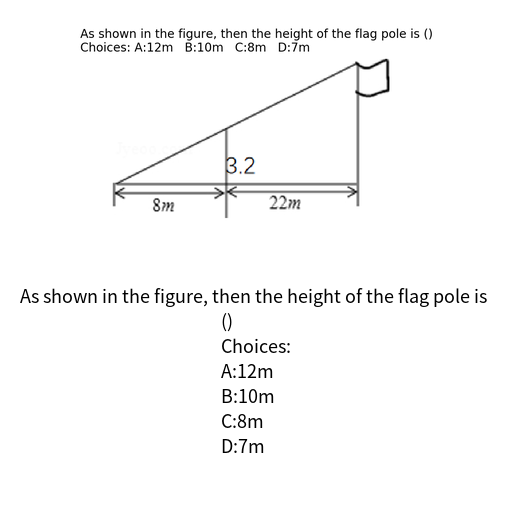 As shown in the figure, then the height of the flag pole is ()
Choices: A:12m B:10m C:8m D:7m
3.2
8m
22m
As shown in the figure, then the height of the flag pole is
()
Choices:
A:12m
B:10m
C:8m
D:7m